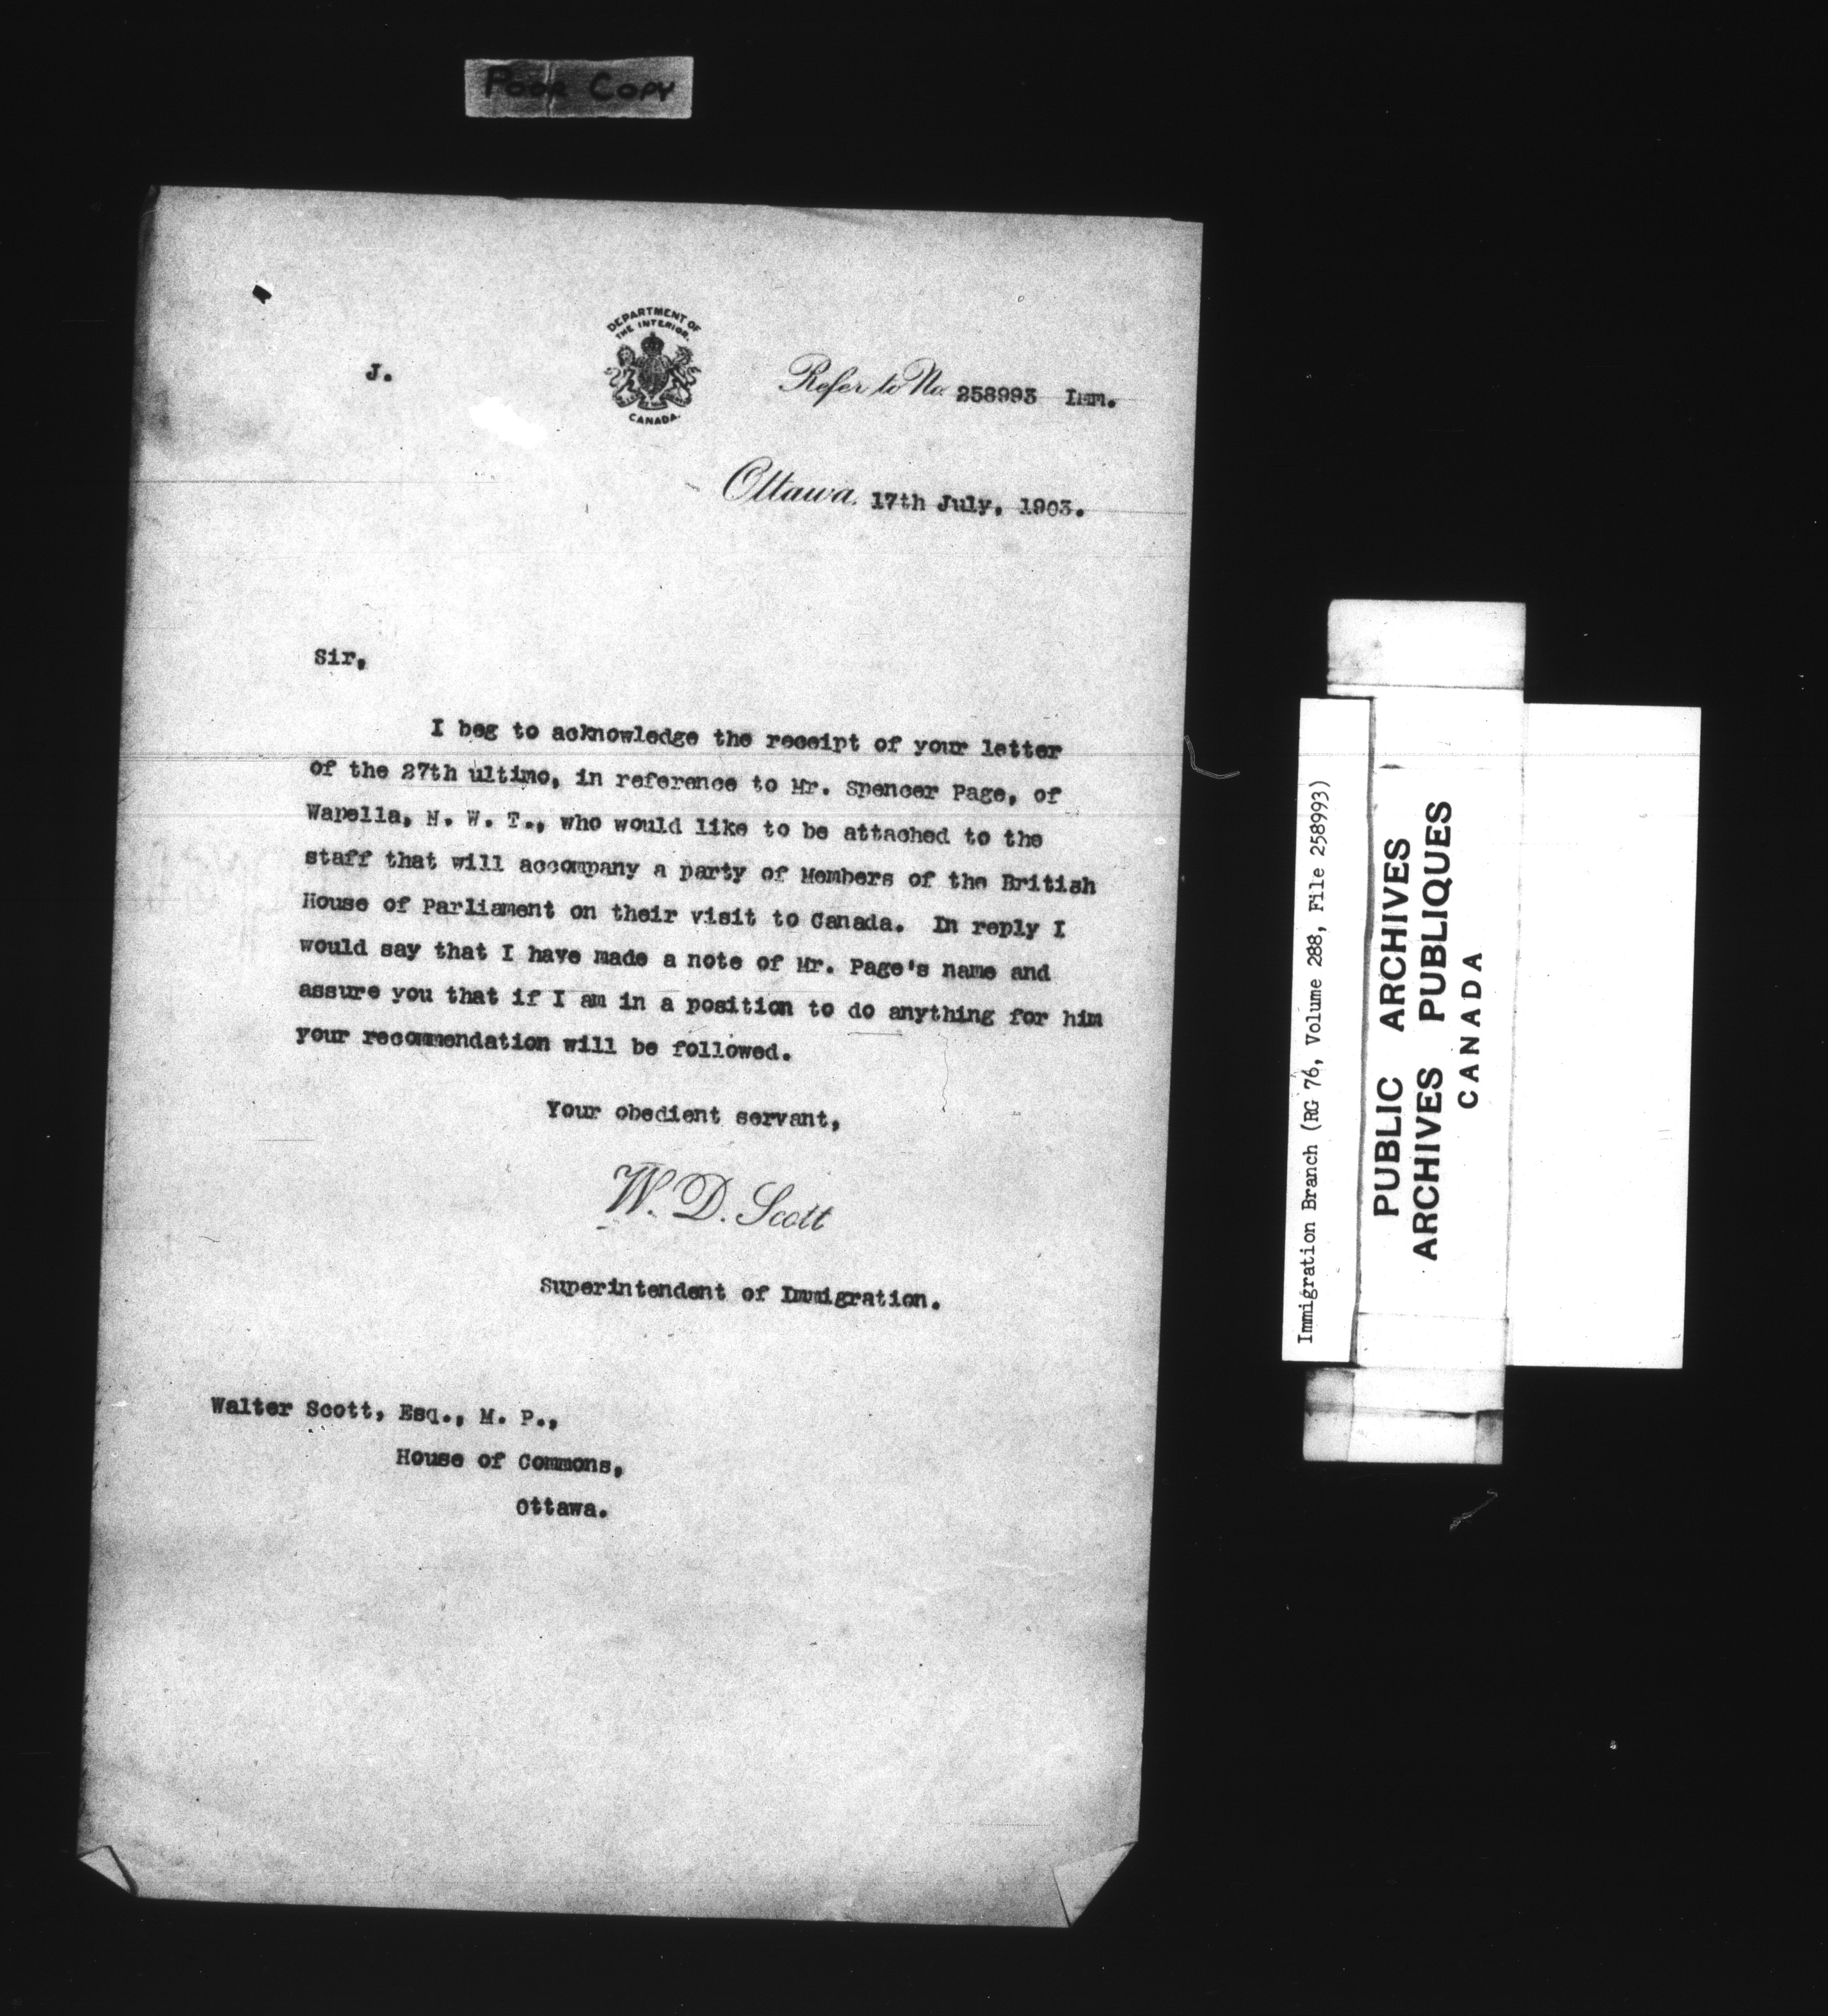 POOR COPY
DEPARTMENT OF
THE INTERIOR.
CANADA.
J.
Refer to No. 258993 Imm.
Ottawa, 17th July, 1903.
Sir,
I beg to acknowledge the receipt of your letter
of the 27th ultimo, in reference to Mr. Spencer Page, of
Wapella, N. W. T., who would like to be attached to the
staff that will accompany a party of Members of the British
House of Parliament on their visit to Canada. In reply I
would say that I have made a note of Mr. Page's name and
assure you that if I am in a position to do anything for him
your recommendation will be followed.
Your obedient servant,
W. D. Scott
Superintendent of Immigration.
Walter Scott, Esq., M. P.,
House of Commons,
Ottawa.
Immigration Branch (RG 76, Volume 288, File 258993)
PUBLIC ARCHIVES
ARCHIVES PUBLIQUES
CANADA